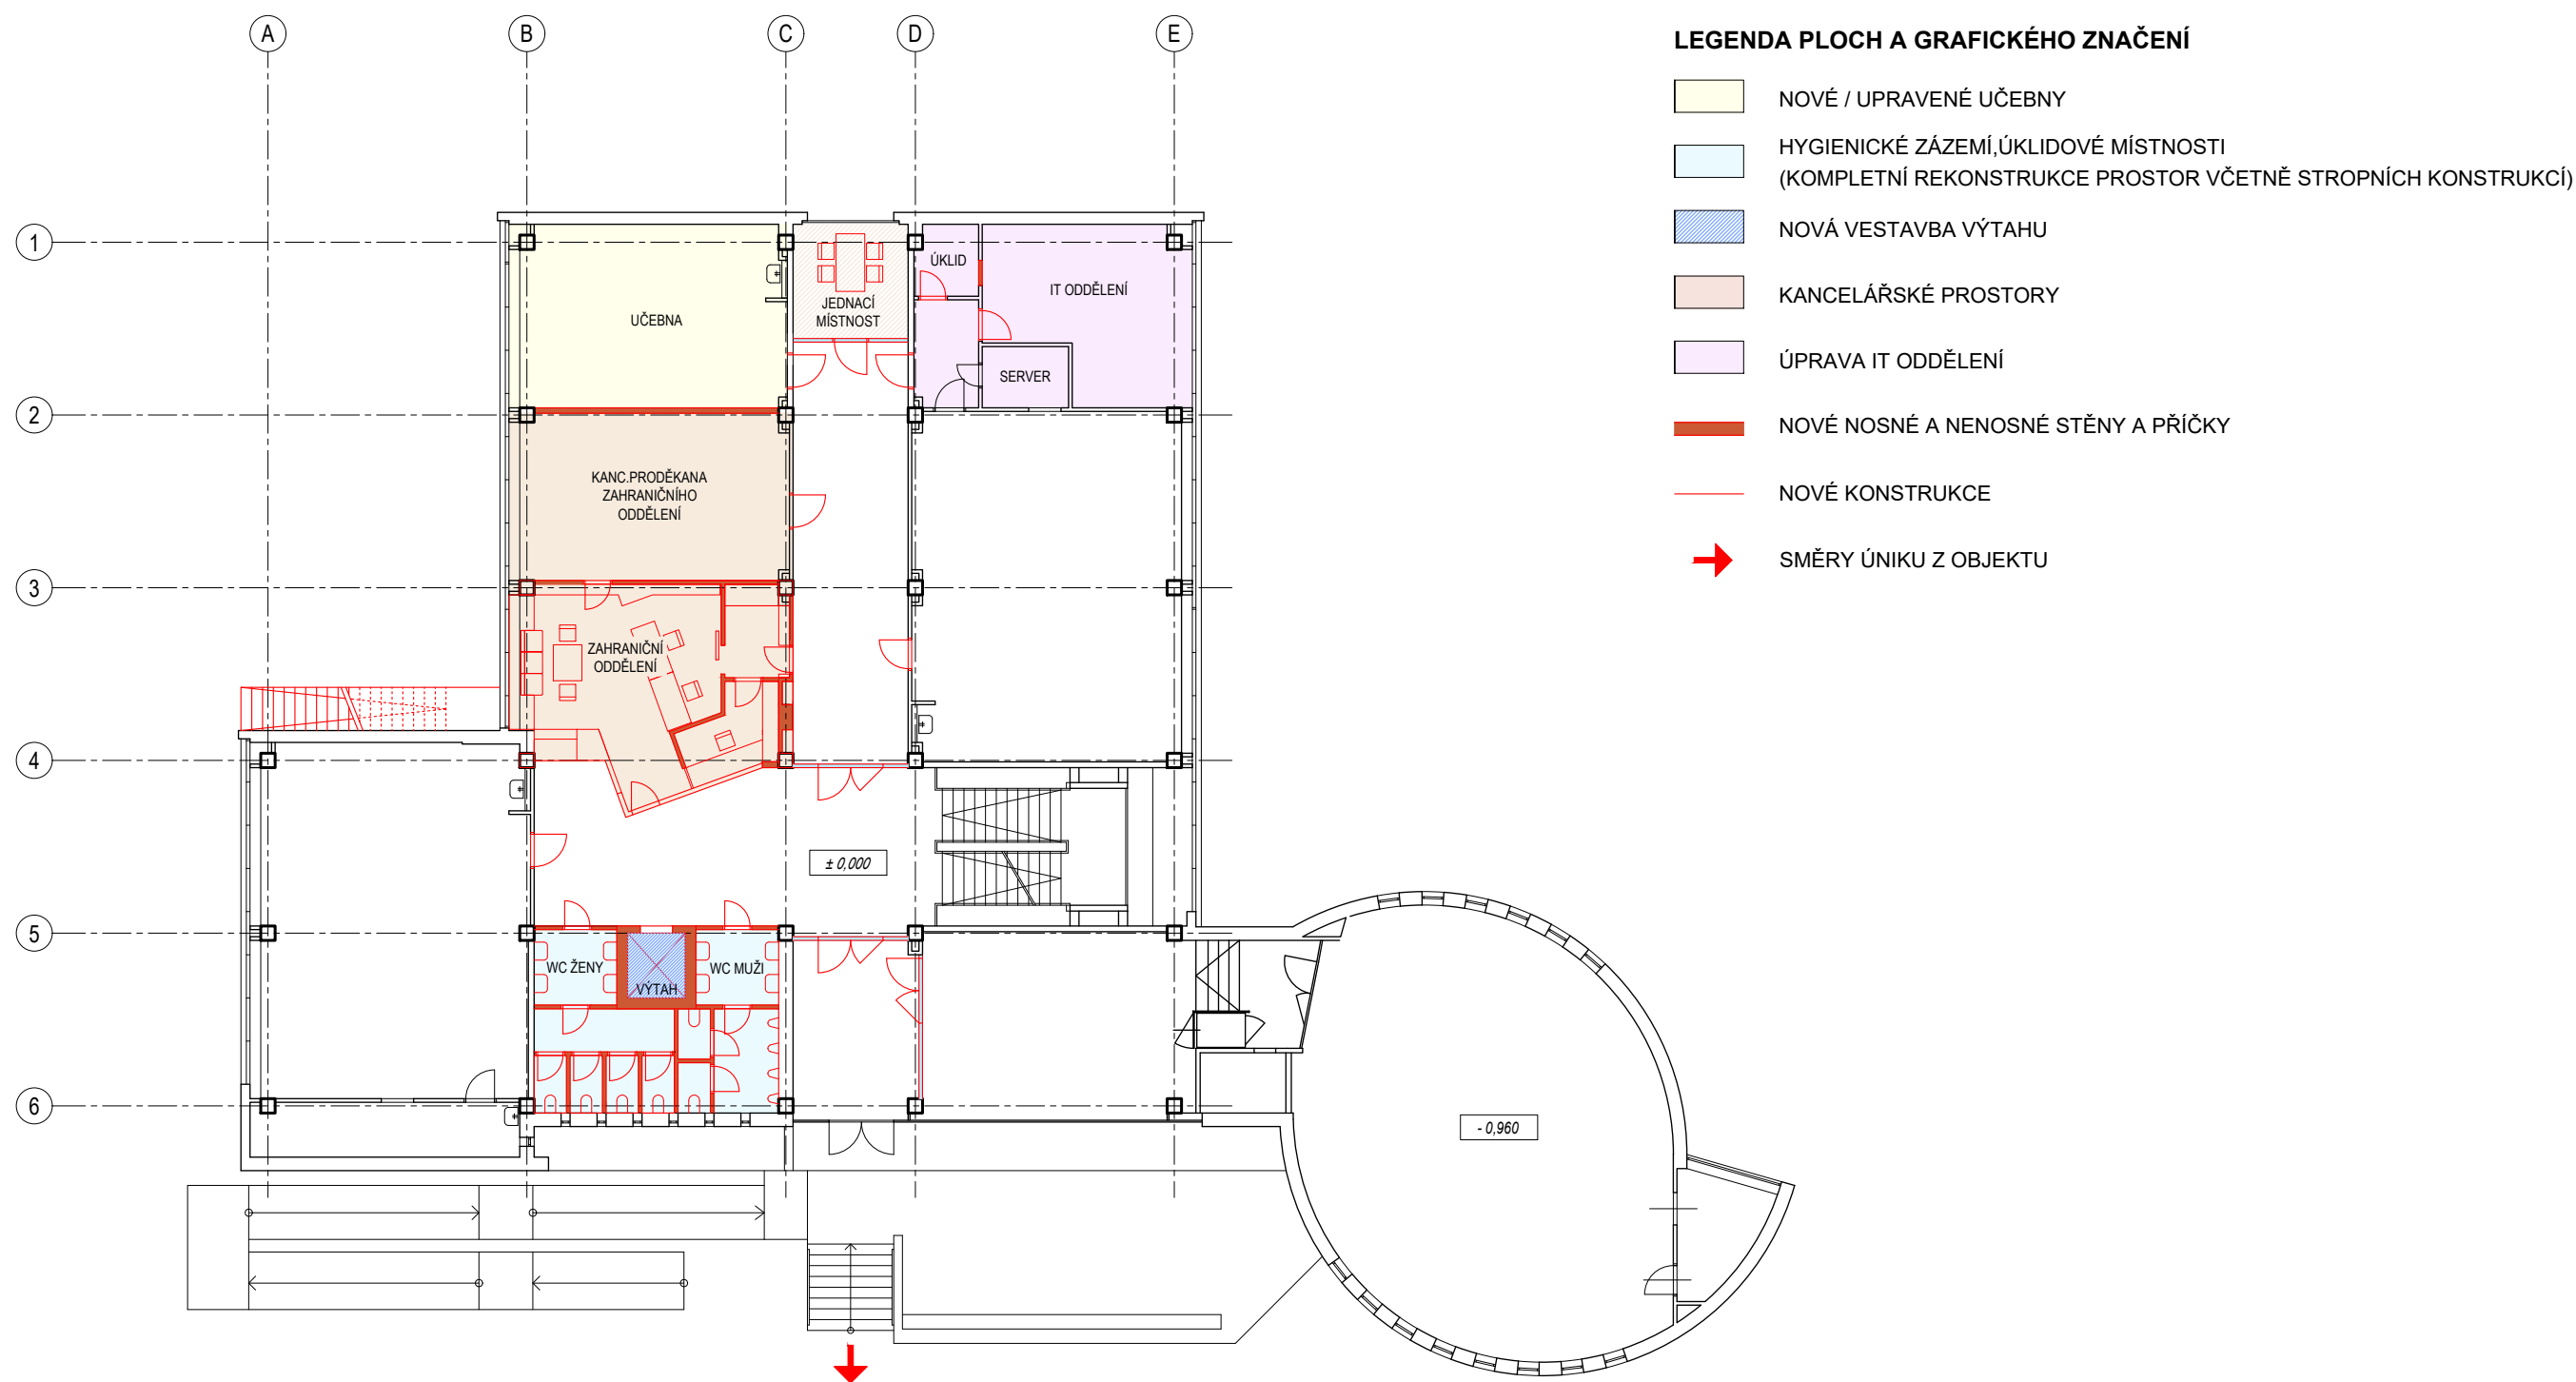 A
B
C
D
E
LEGENDA PLOCH A GRAFICKÉHO ZNAČENÍ
NOVÉ / UPRAVENÉ UČEBNY
HYGIENICKÉ ZÁZEMÍ,ÚKLIDOVÉ MÍSTNOSTI
(KOMPLETNÍ REKONSTRUKCE PROSTOR VČETNĚ STROPNÍCH KONSTRUKCÍ)
NOVÁ VESTAVBA VÝTAHU
KANCELÁŘSKÉ PROSTORY
ÚPRAVA IT ODDĚLENÍ
NOVÉ NOSNÉ A NENOSNÉ STĚNY A PŘÍČKY
NOVÉ KONSTRUKCE
SMĚRY ÚNIKU Z OBJEKTU
1
2
3
4
5
6
UČEBNA
JEDNACÍ
MÍSTNOST
ÚKLID
IT ODDĚLENÍ
SERVER
KANC.PRODĚKANA
ZAHRANIČNÍHO
ODDĚLENÍ
ZAHRANIČNÍ
ODDĚLENÍ
± 0,000
WC ŽENY
VÝTAH
WC MUŽI
- 0,960